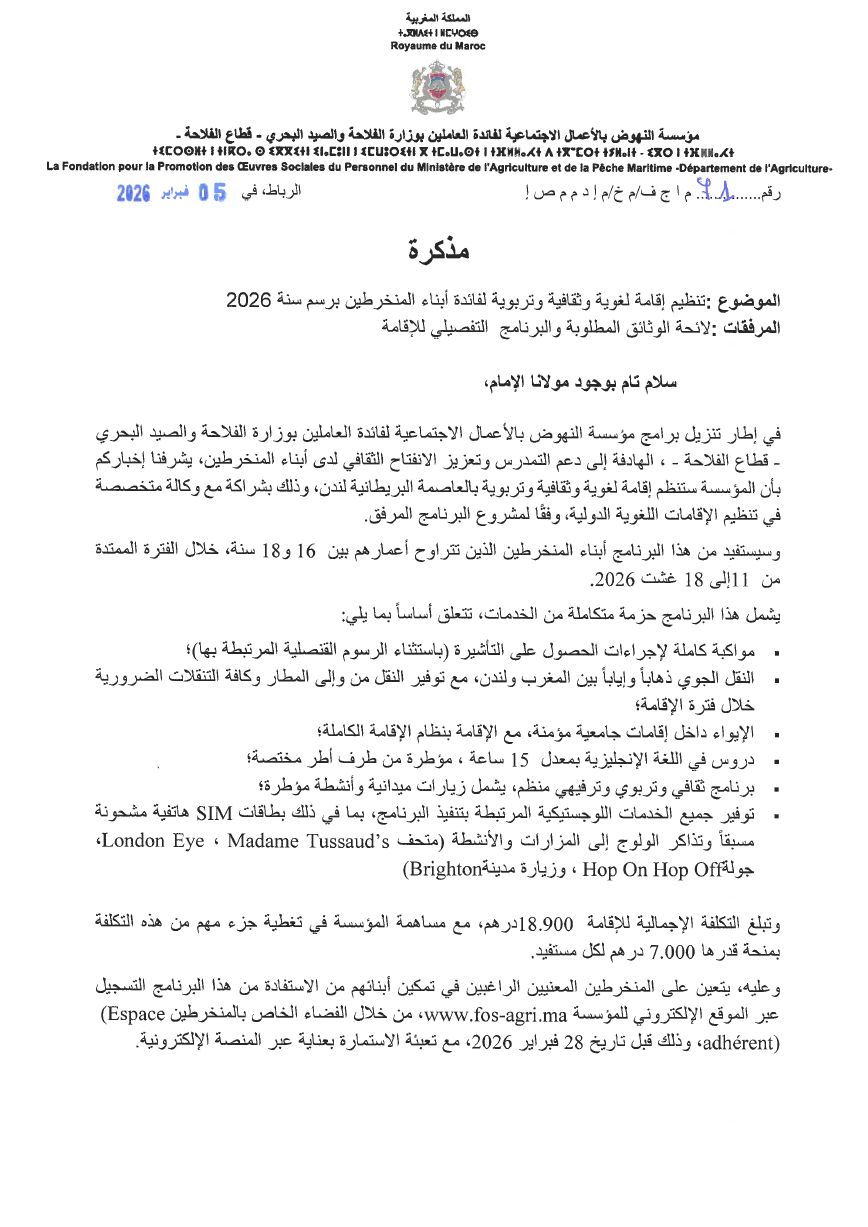 المملكة المغربية
ⵜⴰⴳⵍⴷⵉⵜ ⵏ ⵍⵎⵖⵔⵉⴱ
Royaume du Maroc
مؤسسة النهوض بالأعمال الاجتماعية لفائدة العاملين بوزارة الفلاحة والصيد البحري - قطاع الفلاحة -
La Fondation pour la Promotion des Œuvres Sociales du Personnel du Ministère de l'Agriculture et de la Pêche Maritime -Département de l'Agriculture-
رقم............ م ا ج ف/م خ/م إ د م م ص إ الرباط، في 05 فبراير 2026
مذكرة
الموضوع :تنظيم إقامة لغوية وثقافية وتربوية لفائدة أبناء المنخرطين برسم سنة 2026
المرفقات :لائحة الوثائق المطلوبة والبرنامج التفصيلي للإقامة
سلام تام بوجود مولانا الإمام،
في إطار تنزيل برامج مؤسسة النهوض بالأعمال الاجتماعية لفائدة العاملين بوزارة الفلاحة والصيد البحري
- قطاع الفلاحة - ، الهادفة إلى دعم التمدرس وتعزيز الانفتاح الثقافي لدى أبناء المنخرطين، يشرفنا إخباركم
بأن المؤسسة ستنظم إقامة لغوية وثقافية وتربوية بالعاصمة البريطانية لندن، وذلك بشراكة مع وكالة متخصصة
في تنظيم الإقامات اللغوية الدولية، وفقًا لمشروع البرنامج المرفق.
وسيستفيد من هذا البرنامج أبناء المنخرطين الذين تتراوح أعمارهم بين 16 و18 سنة، خلال الفترة الممتدة
من 11إلى 18 غشت 2026.
يشمل هذا البرنامج حزمة متكاملة من الخدمات، تتعلق أساساً بما يلي:
▪ مواكبة كاملة لإجراءات الحصول على التأشيرة (باستثناء الرسوم القنصلية المرتبطة بها)؛
▪ النقل الجوي ذهاباً وإياباً بين المغرب ولندن، مع توفير النقل من وإلى المطار وكافة التنقلات الضرورية
خلال فترة الإقامة؛
▪ الإيواء داخل إقامات جامعية مؤمنة، مع الإقامة بنظام الإقامة الكاملة؛
▪ دروس في اللغة الإنجليزية بمعدل 15 ساعة ، مؤطرة من طرف أطر مختصة؛
▪ برنامج ثقافي وتربوي وترفيهي منظم، يشمل زيارات ميدانية وأنشطة مؤطرة؛
▪ توفير جميع الخدمات اللوجستيكية المرتبطة بتنفيذ البرنامج، بما في ذلك بطاقات SIM هاتفية مشحونة
مسبقاً وتذاكر الولوج إلى المزارات والأنشطة (متحف London Eye ، Madame Tussaud's،
جولةHop On Hop Off ، وزيارة مدينةBrighton)
وتبلغ التكلفة الإجمالية للإقامة 18.900درهم، مع مساهمة المؤسسة في تغطية جزء مهم من هذه التكلفة
بمنحة قدرها 7.000 درهم لكل مستفيد.
وعليه، يتعين على المنخرطين المعنيين الراغبين في تمكين أبنائهم من الاستفادة من هذا البرنامج التسجيل
عبر الموقع الإلكتروني للمؤسسة www.fos-agri.ma، من خلال الفضاء الخاص بالمنخرطين (Espace
adhérent)، وذلك قبل تاريخ 28 فبراير 2026، مع تعبئة الاستمارة بعناية عبر المنصة الإلكترونية.